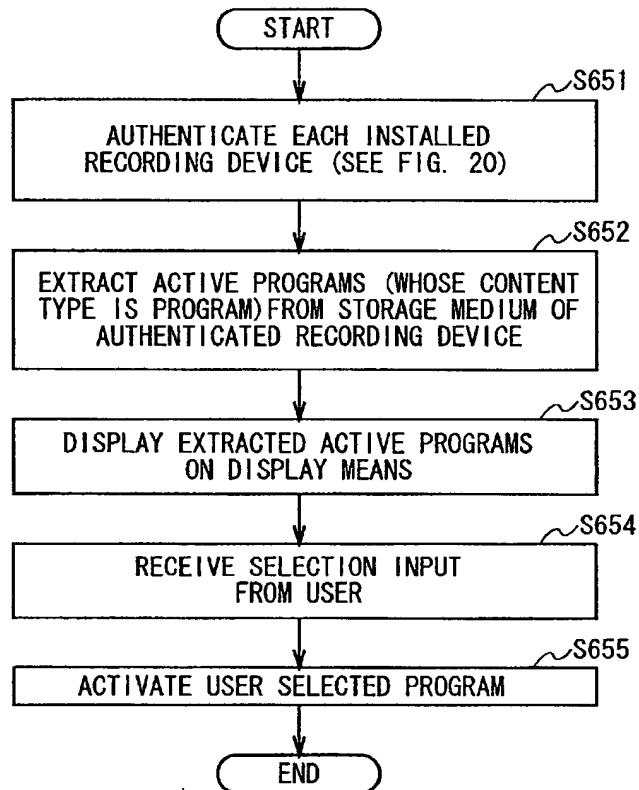 START
S651
AUTHENTICATE EACH INSTALLED
RECORDING DEVICE (SEE FIG. 20)
S652
EXTRACT ACTIVE PROGRAMS (WHOSE CONTENT
TYPE IS PROGRAM)FROM STORAGE MEDIUM OF
AUTHENTICATED RECORDING DEVICE
S653
DISPLAY EXTRACTED ACTIVE PROGRAMS
ON DISPLAY MEANS
S654
RECEIVE SELECTION INPUT
FROM USER
S655
ACTIVATE USER SELECTED PROGRAM
END